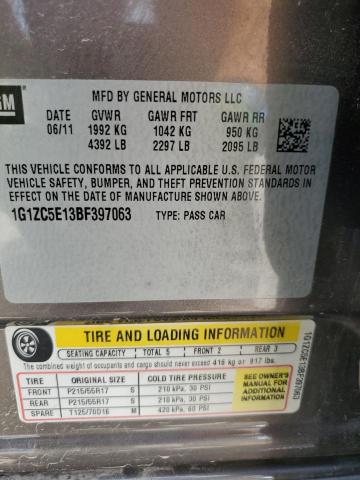 GM
MFD BY GENERAL MOTORS LLC
DATE GVWR GAWR FRT GAWR RR
06/11 1992 KG 1042 KG 950 KG
4392 LB 2297 LB 2095 LB
THIS VEHICLE CONFORMS TO ALL APPLICABLE U.S. FEDERAL MOTOR
VEHICLE SAFETY, BUMPER, AND THEFT PREVENTION STANDARDS
IN EFFECT ON THE DATE OF MANUFACTURE SHOWN ABOVE.
1G1ZC5E13BF397063 TYPE: PASS CAR
TIRE AND LOADING INFORMATION
SEATING CAPACITY TOTAL 5 FRONT 2 REAR 3
The combined weight of occupants and cargo should never exceed 416 kg or 917 lbs.
TIRE ORIGINAL SIZE COLD TIRE PRESSURE
FRONT P215/55R17 S 210 kPa, 30 PSI
REAR P215/55R17 S 210 kPa, 30 PSI
SPARE T125/70D16 M 420 kPa, 60 PSI
SEE OWNER'S
MANUAL FOR
ADDITIONAL
INFORMATION
1G1ZC5E13BF397063